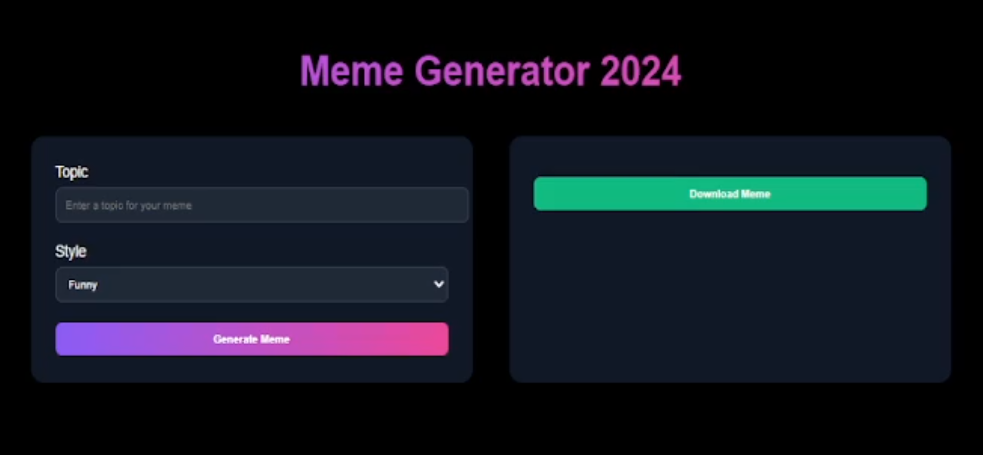 Meme Generator 2024
Topic
Enter a topic for your meme
Style
Funny
Generate Meme
Download Meme